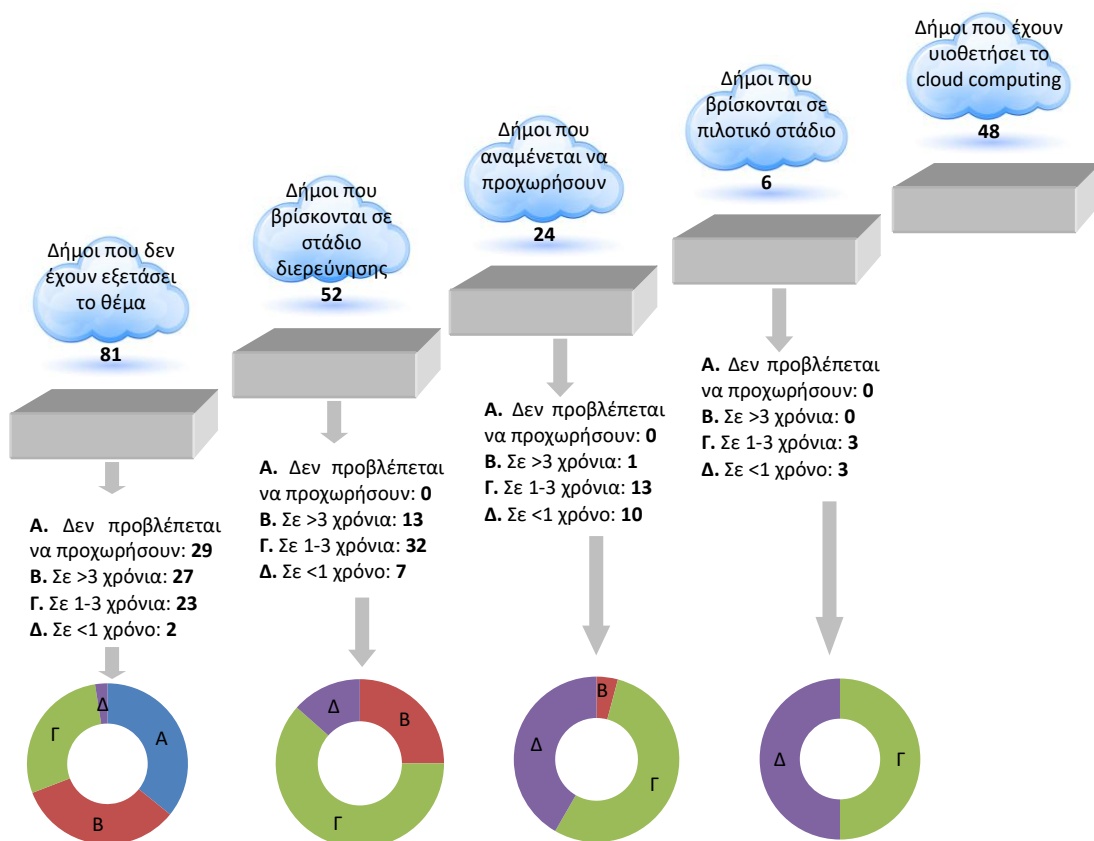 Δήμοι που δεν
έχουν εξετάσει
το θέμα
81
Α. Δεν προβλέπεται
να προχωρήσουν: 29
Β. Σε >3 χρόνια: 27
Γ. Σε 1-3 χρόνια: 23
Δ. Σε <1 χρόνο: 2
Δ
Γ
Α
Β
Δήμοι που
βρίσκονται σε
στάδιο
διερεύνησης
52
Α. Δεν προβλέπεται
να προχωρήσουν: 0
Β. Σε >3 χρόνια: 13
Γ. Σε 1-3 χρόνια: 32
Δ. Σε <1 χρόνο: 7
Δ
Β
Γ
Δήμοι που
αναμένεται να
προχωρήσουν
24
Α. Δεν προβλέπεται
να προχωρήσουν: 0
Β. Σε >3 χρόνια: 1
Γ. Σε 1-3 χρόνια: 13
Δ. Σε <1 χρόνο: 10
Β
Δ
Γ
Δήμοι που
βρίσκονται σε
πιλοτικό στάδιο
6
Α. Δεν προβλέπεται
να προχωρήσουν: 0
Β. Σε >3 χρόνια: 0
Γ. Σε 1-3 χρόνια: 3
Δ. Σε <1 χρόνο: 3
Δ
Γ
Δήμοι που έχουν
υιοθετήσει το
cloud computing
48